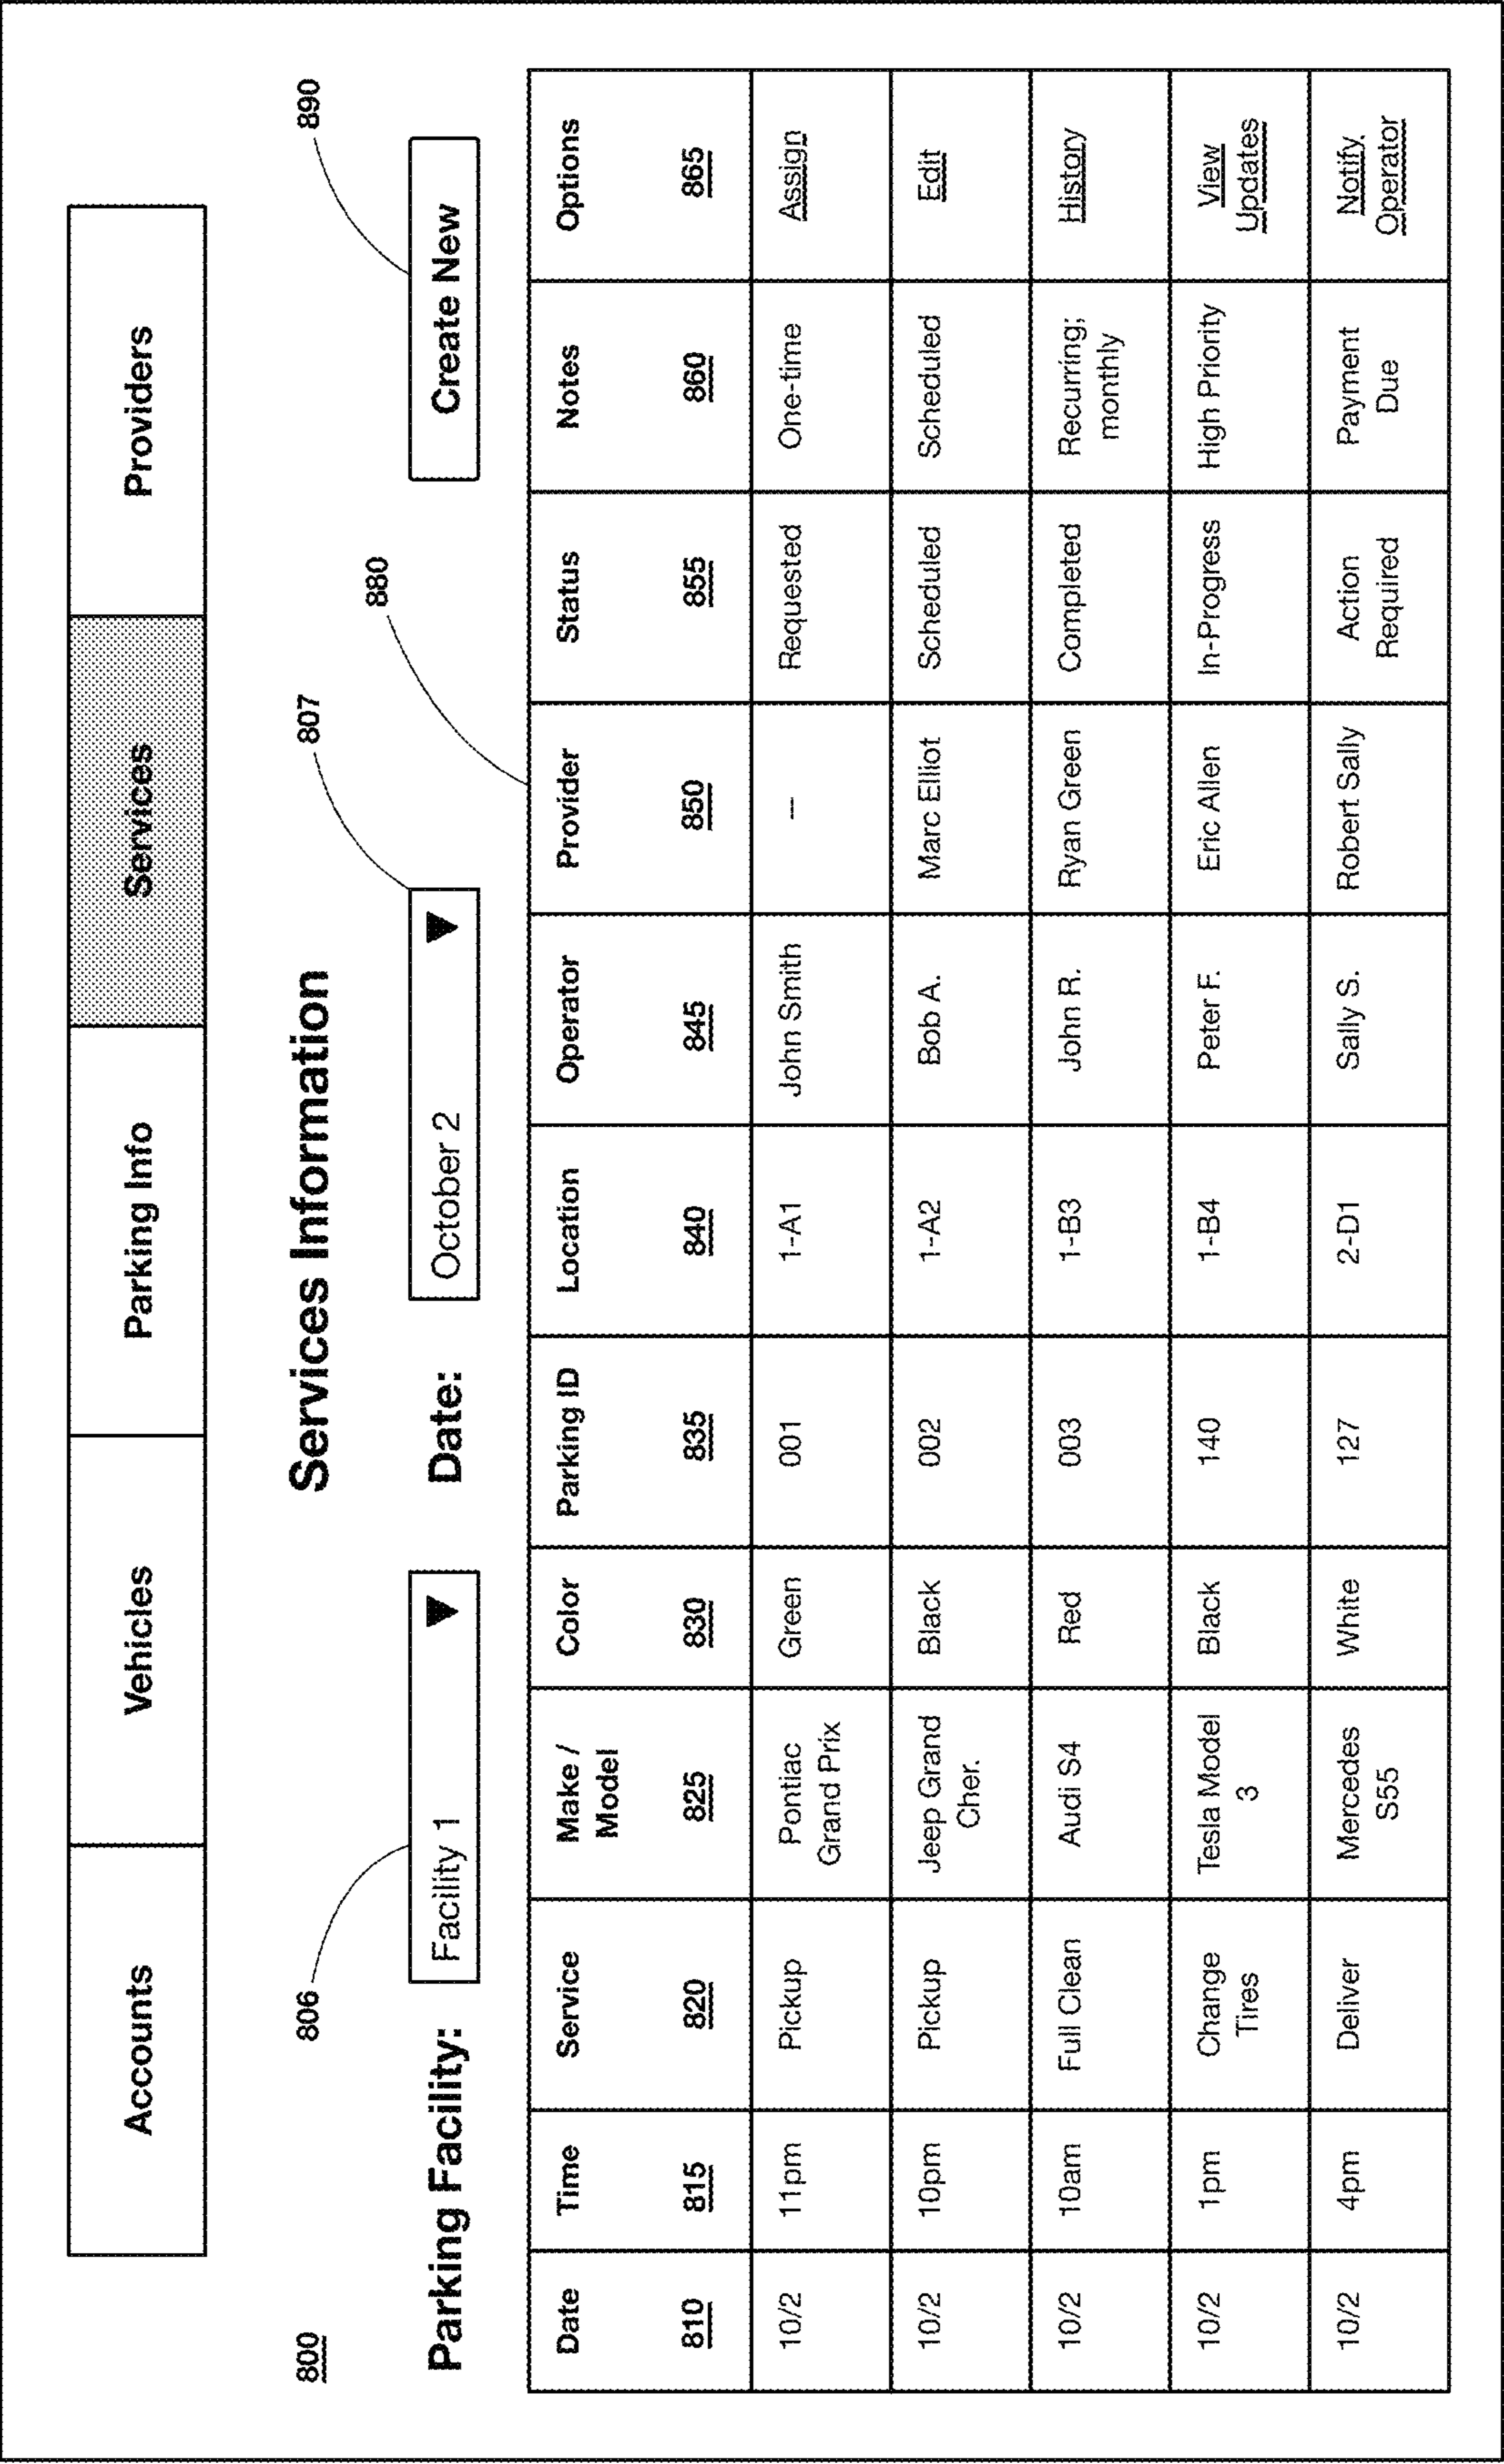 Accounts
Vehicles
Parking Info
Services
Providers
800
Services Information
806
807
880
890
Parking Facility:
Facility 1 ▼
Date:
October 2 ▼
Create New
Date
Time
Service
Make /
Model
Color
Parking ID
Location
Operator
Provider
Status
Notes
Options
810
815
820
825
830
835
840
845
850
855
860
865
10/2
11pm
Pickup
Pontiac
Grand Prix
Green
001
1-A1
John Smith
--
Requested
One-time
Assign
10/2
10pm
Pickup
Jeep Grand
Cher.
Black
002
1-A2
Bob A.
Marc Elliot
Scheduled
Scheduled
Edit
10/2
10am
Full Clean
Audi S4
Red
003
1-B3
John R.
Ryan Green
Completed
Recurring;
monthly
History
10/2
1pm
Change
Tires
Tesla Model
3
Black
140
1-B4
Peter F.
Eric Allen
In-Progress
High Priority
View
Updates
10/2
4pm
Deliver
Mercedes
S55
White
127
2-D1
Sally S.
Robert Sally
Action
Required
Payment
Due
Notify
Operator